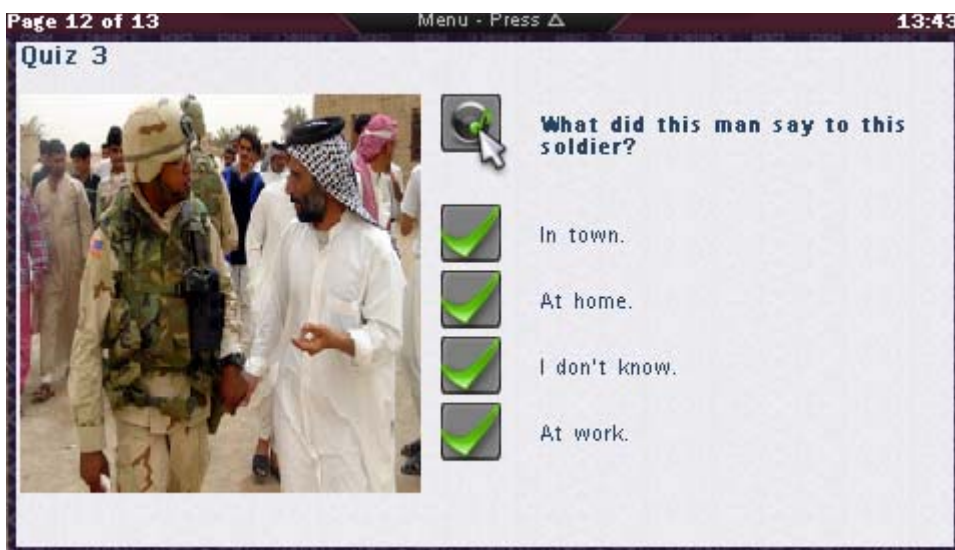 Page 12 of 13
Menu - Press △
13:43
Quiz 3
What did this man say to this
soldier?
In town.
At home.
I don't know.
At work.